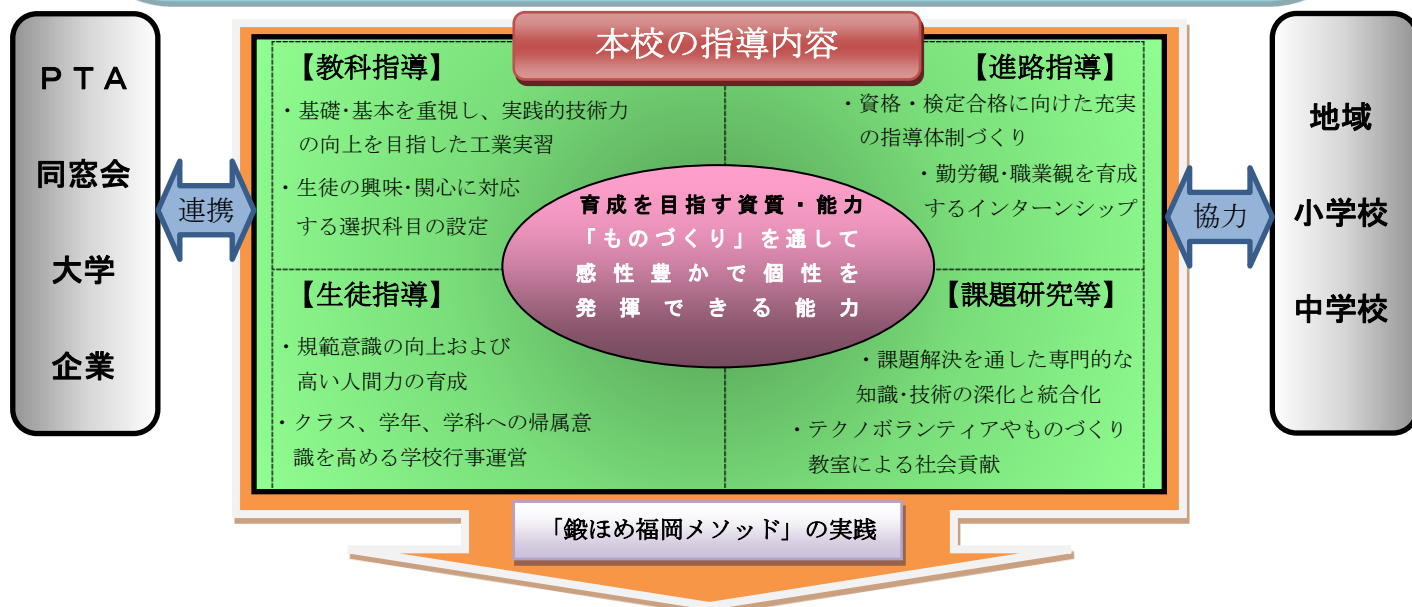 本校の指導内容
ＰＴＡ
同窓会
大学
企業
連携
【教科指導】
・基礎･基本を重視し、実践的技術力
の向上を目指した工業実習
・生徒の興味･関心に対応
する選択科目の設定
【進路指導】
・資格・検定合格に向けた充実
の指導体制づくり
・勤労観･職業観を育成
するインターンシップ
育成を目指す資質・能力
「ものづくり」を通して
感性豊かで個性を
発揮できる能力
【生徒指導】
・規範意識の向上および
高い人間力の育成
・クラス、学年、学科への帰属意
識を高める学校行事運営
【課題研究等】
・課題解決を通した専門的な
知識･技術の深化と統合化
・テクノボランティアやものづくり
教室による社会貢献
協力
地域
小学校
中学校
「鍛ほめ福岡メソッド」の実践